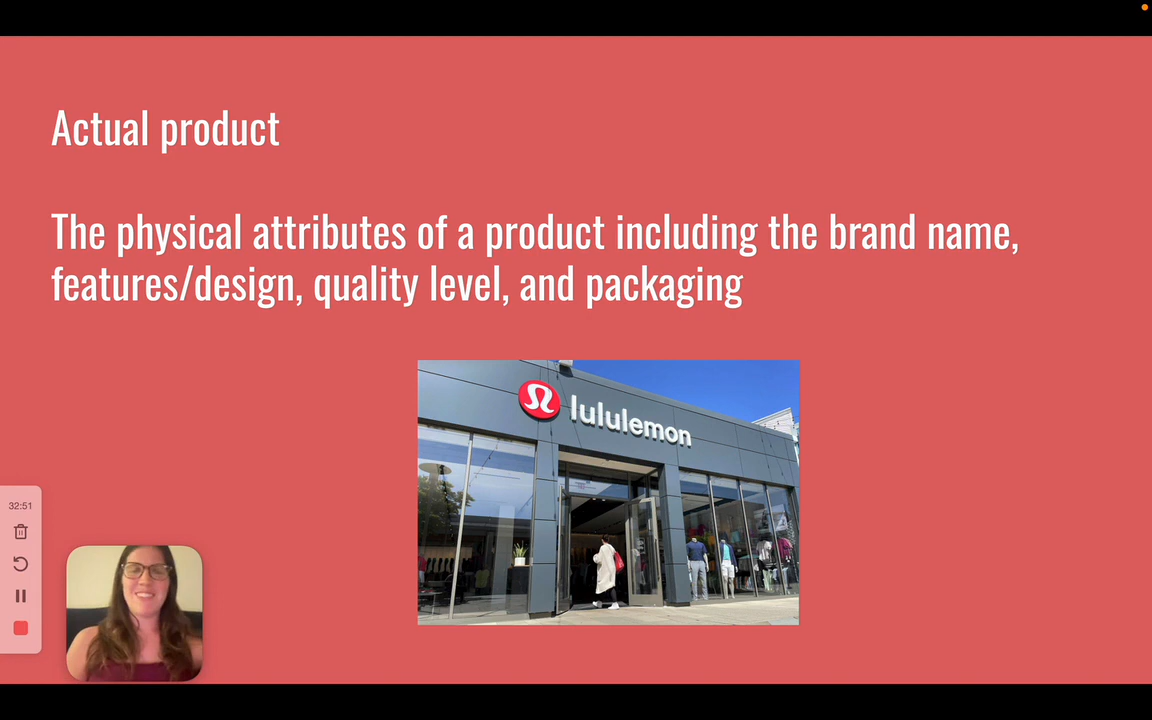 Actual product
The physical attributes of a product including the brand name,
features/design, quality level, and packaging
lululemon
32:51